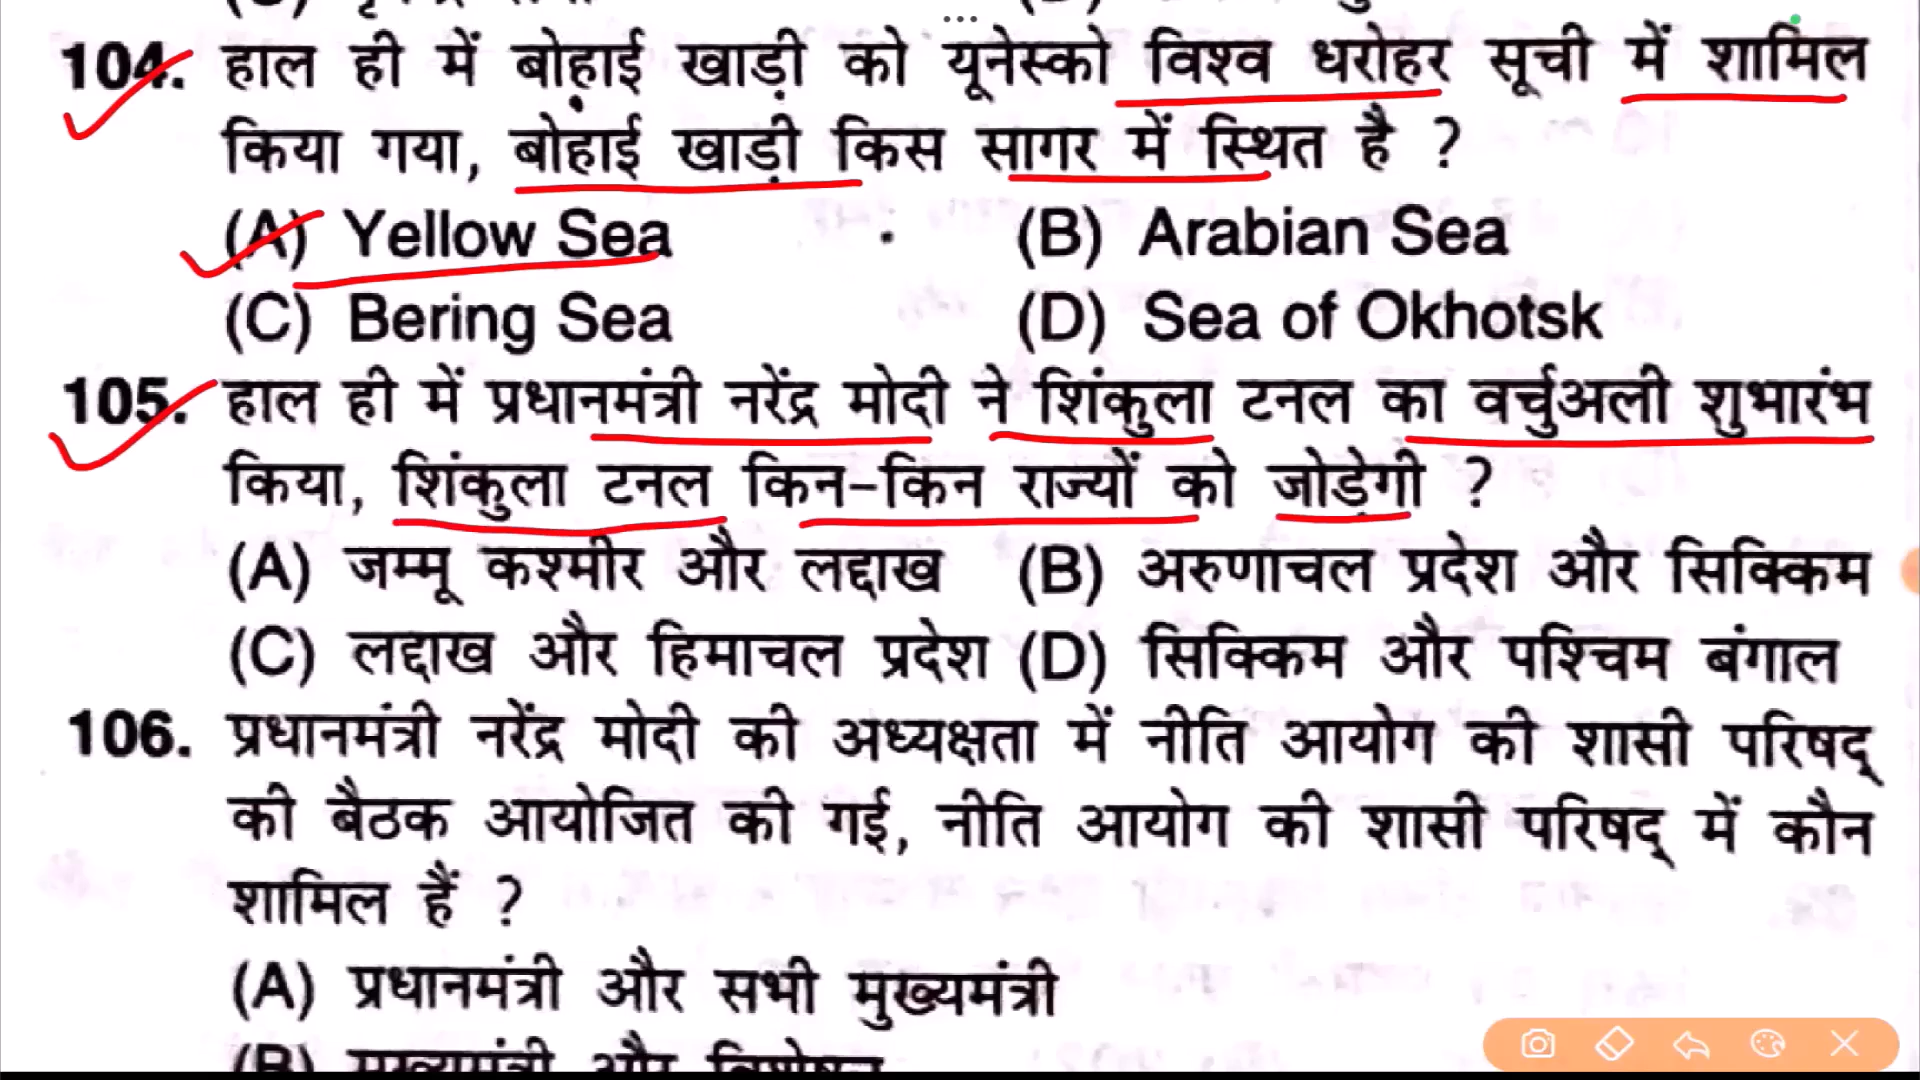 104. हाल ही में बोहाई खाड़ी को यूनेस्को विश्व धरोहर सूची में शामिल
किया गया, बोहाई खाड़ी किस सागर में स्थित है ?
(A) Yellow Sea (B) Arabian Sea
(C) Bering Sea (D) Sea of Okhotsk
105. हाल ही में प्रधानमंत्री नरेंद्र मोदी ने शिंकुला टनल का वर्चुअली शुभारंभ
किया, शिंकुला टनल किन-किन राज्यों को जोड़ेगी ?
(A) जम्मू कश्मीर और लद्दाख (B) अरुणाचल प्रदेश और सिक्किम
(C) लद्दाख और हिमाचल प्रदेश (D) सिक्किम और पश्चिम बंगाल
106. प्रधानमंत्री नरेंद्र मोदी की अध्यक्षता में नीति आयोग की शासी परिषद्
की बैठक आयोजित की गई, नीति आयोग की शासी परिषद् में कौन
शामिल हैं ?
(A) प्रधानमंत्री और सभी मुख्यमंत्री
(B) मुख्यमंत्री और